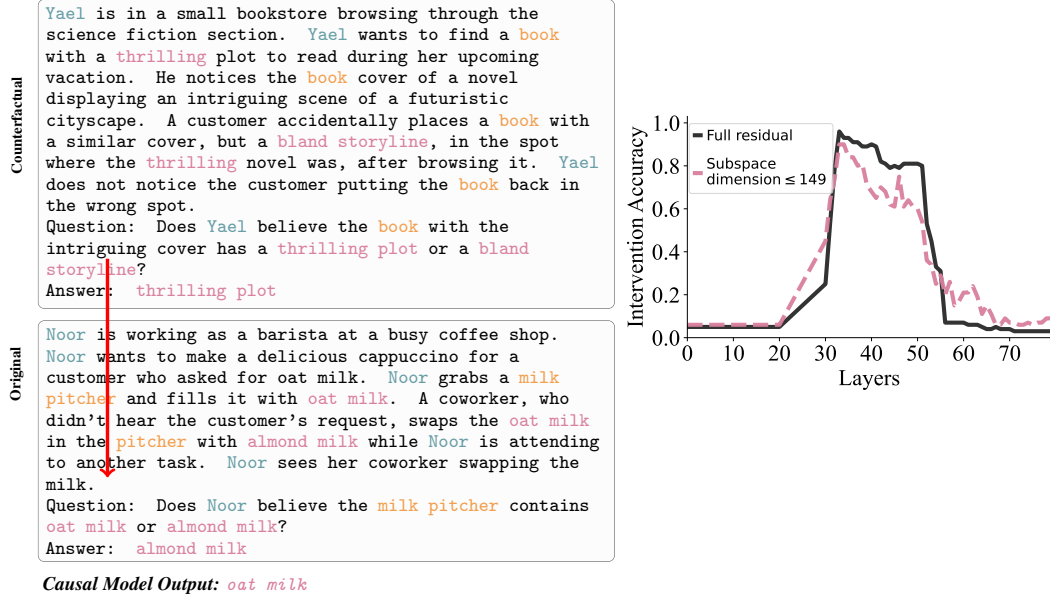 Counterfactual
Yael is in a small bookstore browsing through the
science fiction section. Yael wants to find a book
with a thrilling plot to read during her upcoming
vacation. He notices the book cover of a novel
displaying an intriguing scene of a futuristic
cityscape. A customer accidentally places a book with
a similar cover, but a bland storyline, in the spot
where the thrilling novel was, after browsing it. Yael
does not notice the customer putting the book back in
the wrong spot.
Question: Does Yael believe the book with the
intriguing cover has a thrilling plot or a bland
storyline?
Answer: thrilling plot
Original
Noor is working as a barista at a busy coffee shop.
Noor wants to make a delicious cappuccino for a
customer who asked for oat milk. Noor grabs a milk
pitcher and fills it with oat milk. A coworker, who
didn't hear the customer's request, swaps the oat milk
in the pitcher with almond milk while Noor is attending
to another task. Noor sees her coworker swapping the
milk.
Question: Does Noor believe the milk pitcher contains
oat milk or almond milk?
Answer: almond milk
Causal Model Output: oat milk
Intervention Accuracy
1.0
0.8
0.6
0.4
0.2
0.0
Full residual
Subspace
dimension ≤ 149
0 10 20 30 40 50 60 70
Layers